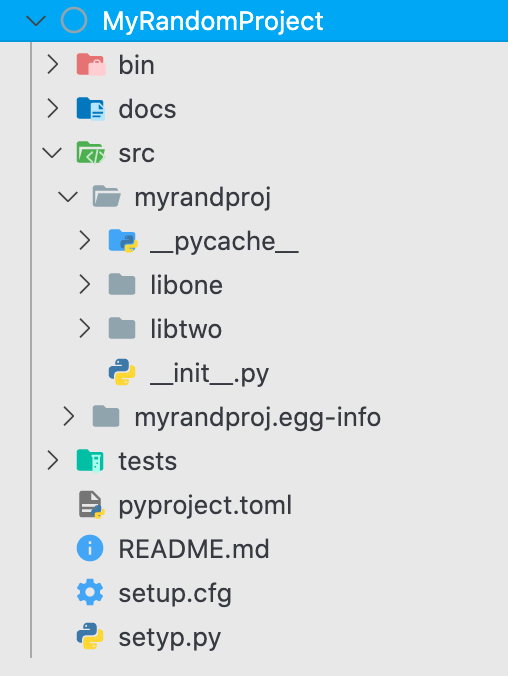 MyRandomProject
bin
docs
src
myrandproj
__pycache__
libone
libtwo
__init__.py
myrandproj.egg-info
tests
pyproject.toml
README.md
setup.cfg
setyp.py